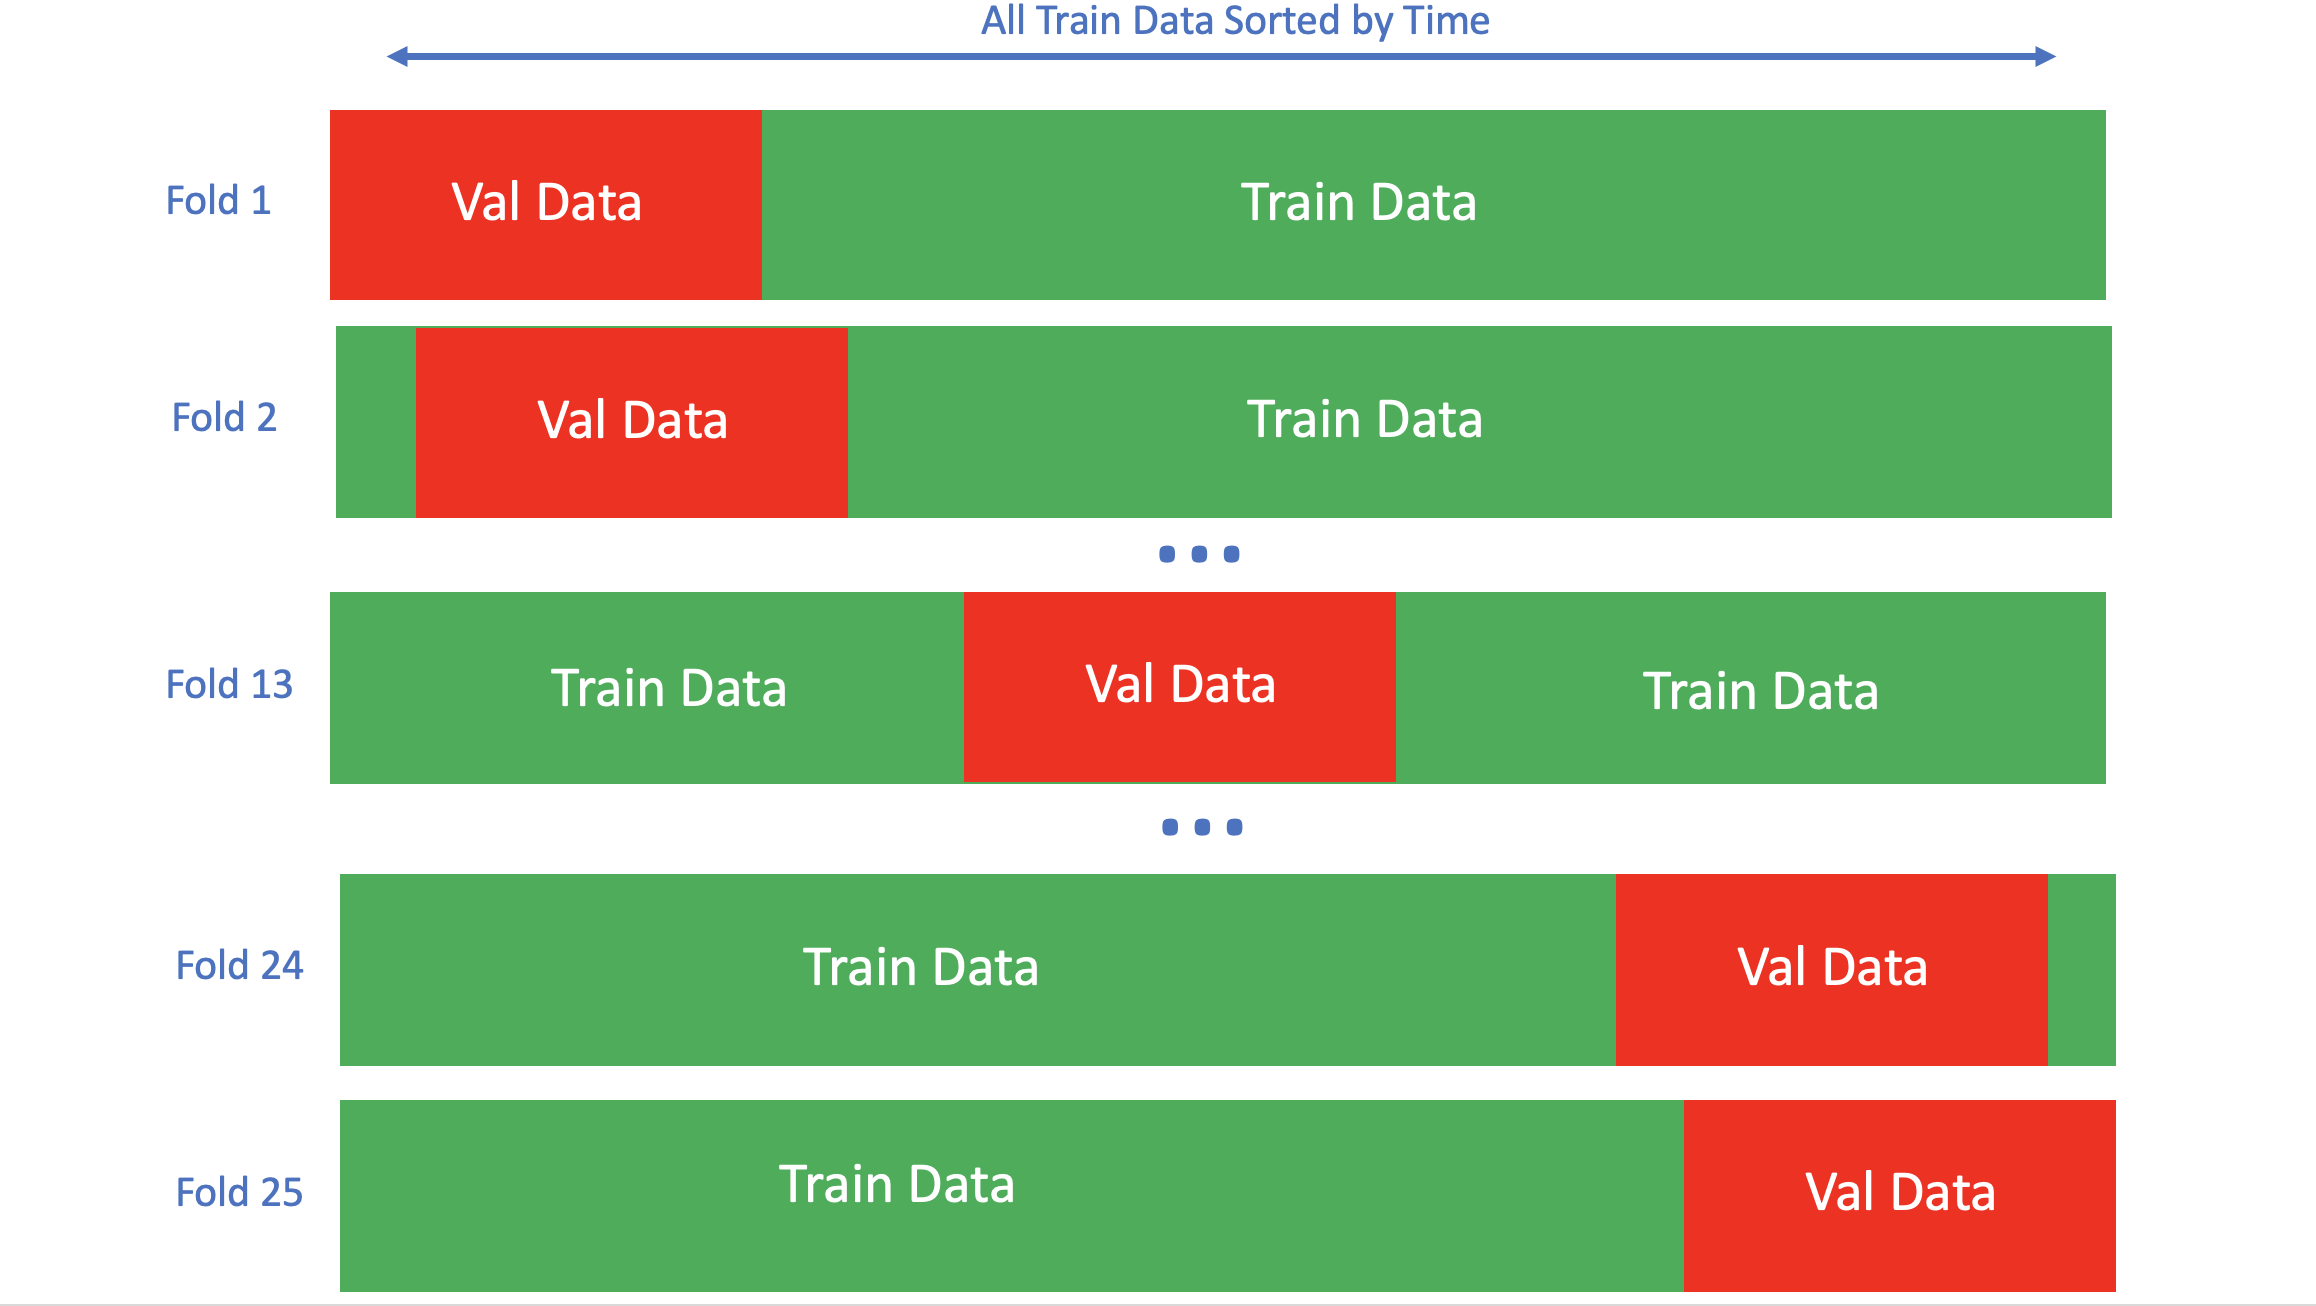 All Train Data Sorted by Time
Fold 1
Val Data
Train Data
Fold 2
Val Data
Train Data
...
Fold 13
Train Data
Val Data
Train Data
...
Fold 24
Train Data
Val Data
Fold 25
Train Data
Val Data